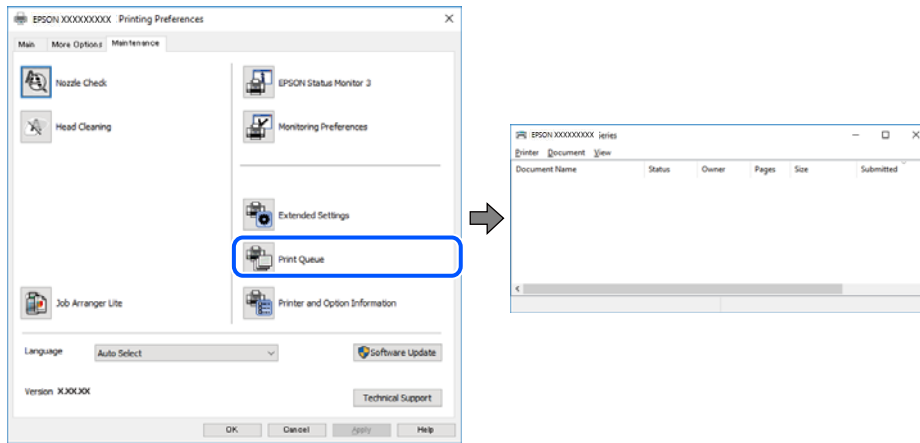 EPSON XXXXXXXXX Printing Preferences
Main More Options Maintenance
Nozzle Check
EPSON Status Monitor 3
Head Cleaning
Monitoring Preferences
Extended Settings
Print Queue
Job Arranger Lite
Printer and Option Information
Language Auto Select
Software Update
Version X.XX.XX
Technical Support
OK Cancel Apply Help
EPSON XXXXXXXXX ieries
Printer Document View
Document Name Status Owner Pages Size Submitted